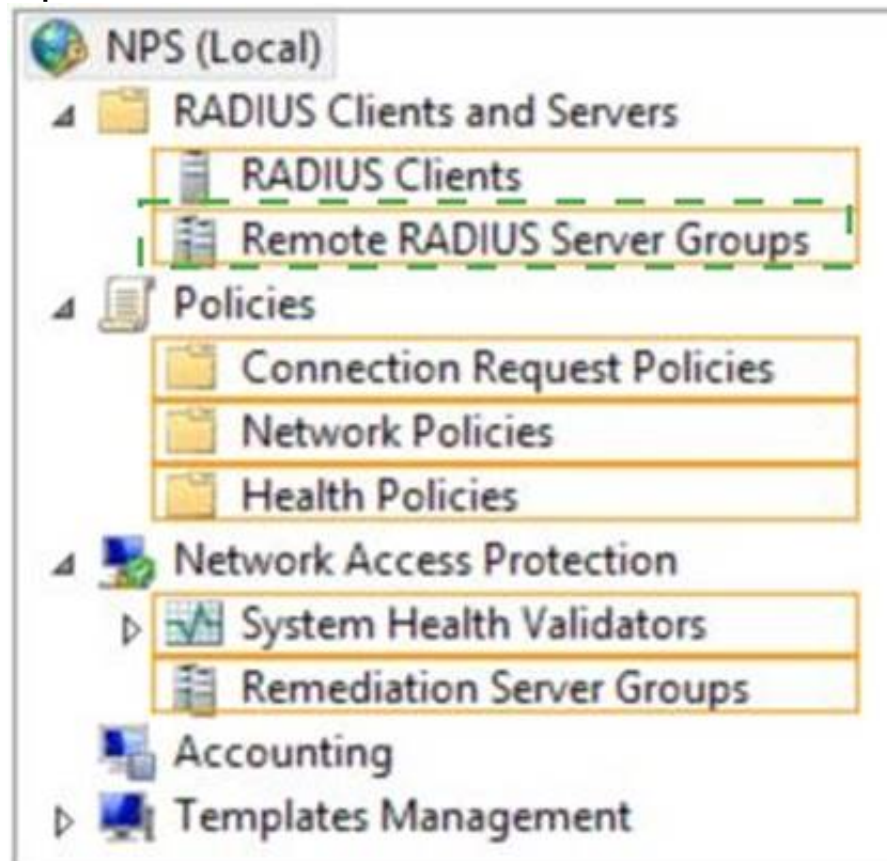 NPS (Local)
RADIUS Clients and Servers
RADIUS Clients
Remote RADIUS Server Groups
Policies
Connection Request Policies
Network Policies
Health Policies
Network Access Protection
System Health Validators
Remediation Server Groups
Accounting
Templates Management